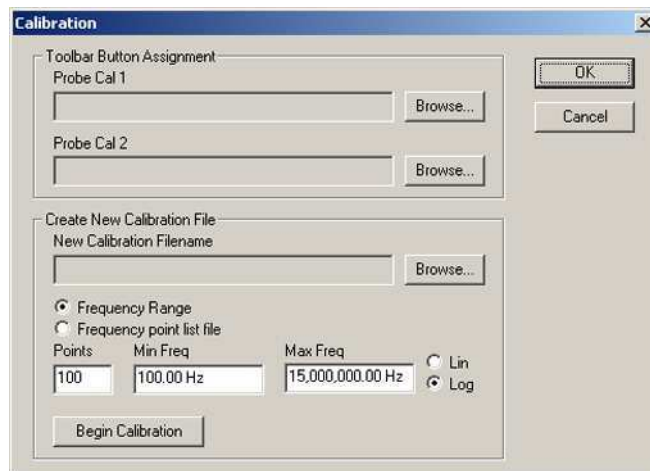 Calibration
Toolbar Button Assignment
Probe Cal 1
Browse...
Probe Cal 2
Browse...
OK
Cancel
Create New Calibration File
New Calibration Filename
Browse...
Frequency Range
Frequency point list file
Points Min Freq Max Freq
100 100.00 Hz 15,000,000.00 Hz
Lin
Log
Begin Calibration